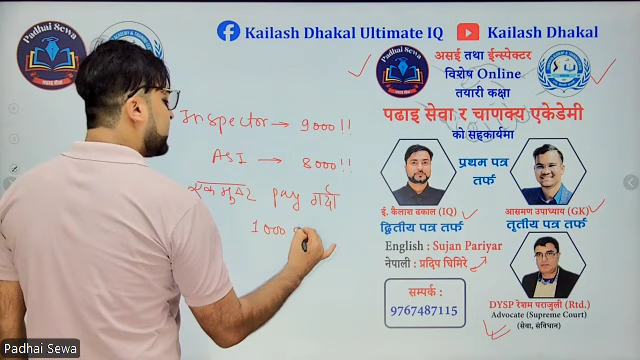 Kailash Dhakal Ultimate IQ Kailash Dhakal
Padhai Sewa
Padhai Sewa
असई तथा ईन्स्पेक्टर
विशेष Online
तयारी कक्षा
पढाइ सेवा र चाणक्य एकेडेमी
को सहकार्यमा
प्रथम पत्र
तर्फ
ई. कैलाश ढकाल (IQ)
आसमण उपाध्याय (GK)
द्वितीय पत्र तर्फ
तृतीय पत्र तर्फ
English : Sujan Pariyar
नेपाली : प्रदिप घिमिरे
सम्पर्क :
9767487115
DYSP रेशम पराजुली (Rtd.)
Advocate (Supreme Court)
(सेवा, संविधान)
Inspector → 9000 !!
ASI → 8000 !!
एकमुष्ट pay गर्दा
1000
Padhai Sewa